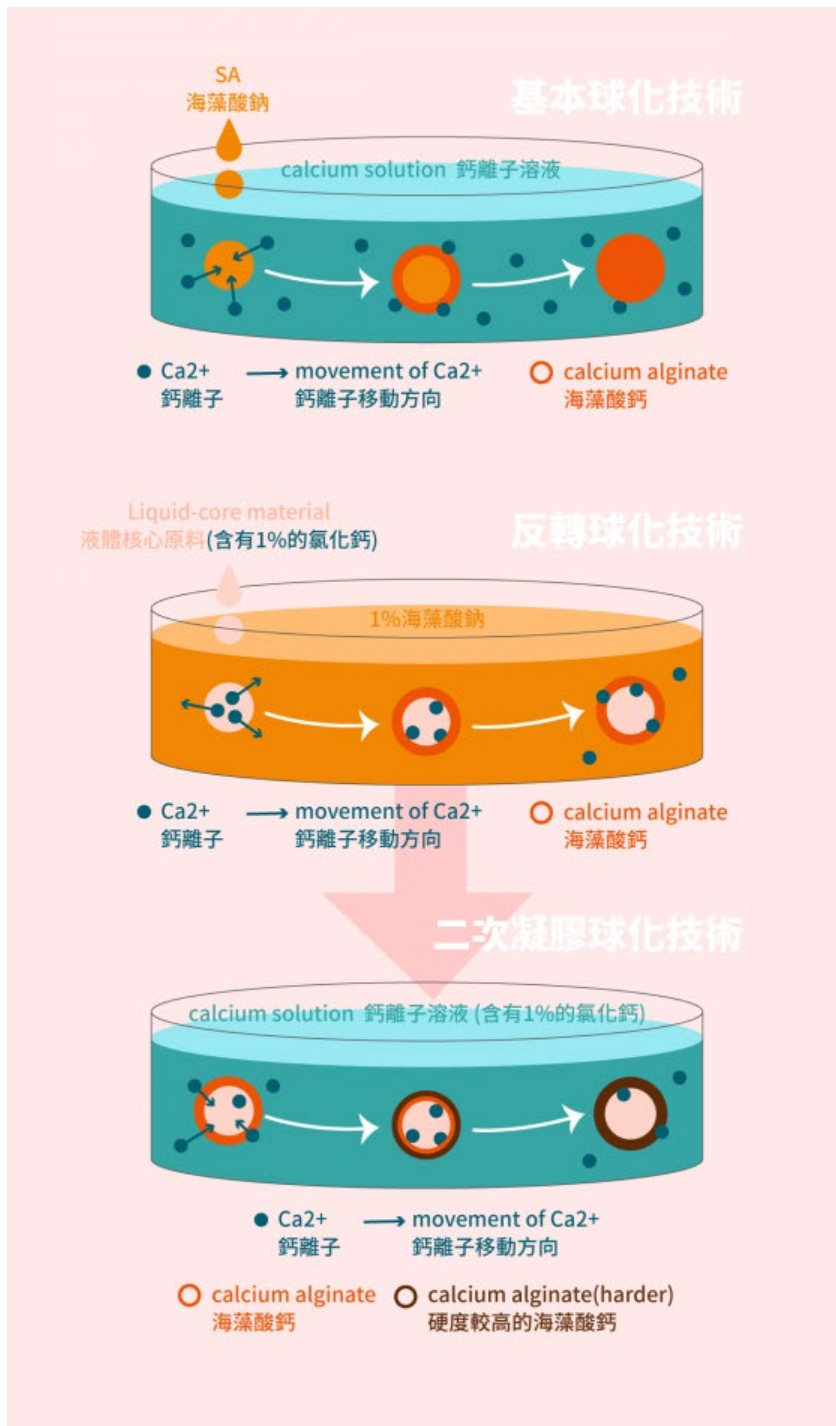 SA
海藻酸鈉
基本球化技術
calcium solution 鈣離子溶液
Ca2+
鈣離子
movement of Ca2+
鈣離子移動方向
calcium alginate
海藻酸鈣
Liquid-core material
液體核心原料(含有1%的氯化鈣)
反轉球化技術
1%海藻酸鈉
Ca2+
鈣離子
movement of Ca2+
鈣離子移動方向
calcium alginate
海藻酸鈣
二次凝膠球化技術
calcium solution 鈣離子溶液 (含有1%的氯化鈣)
Ca2+
鈣離子
movement of Ca2+
鈣離子移動方向
calcium alginate
海藻酸鈣
calcium alginate(harder)
硬度較高的海藻酸鈣